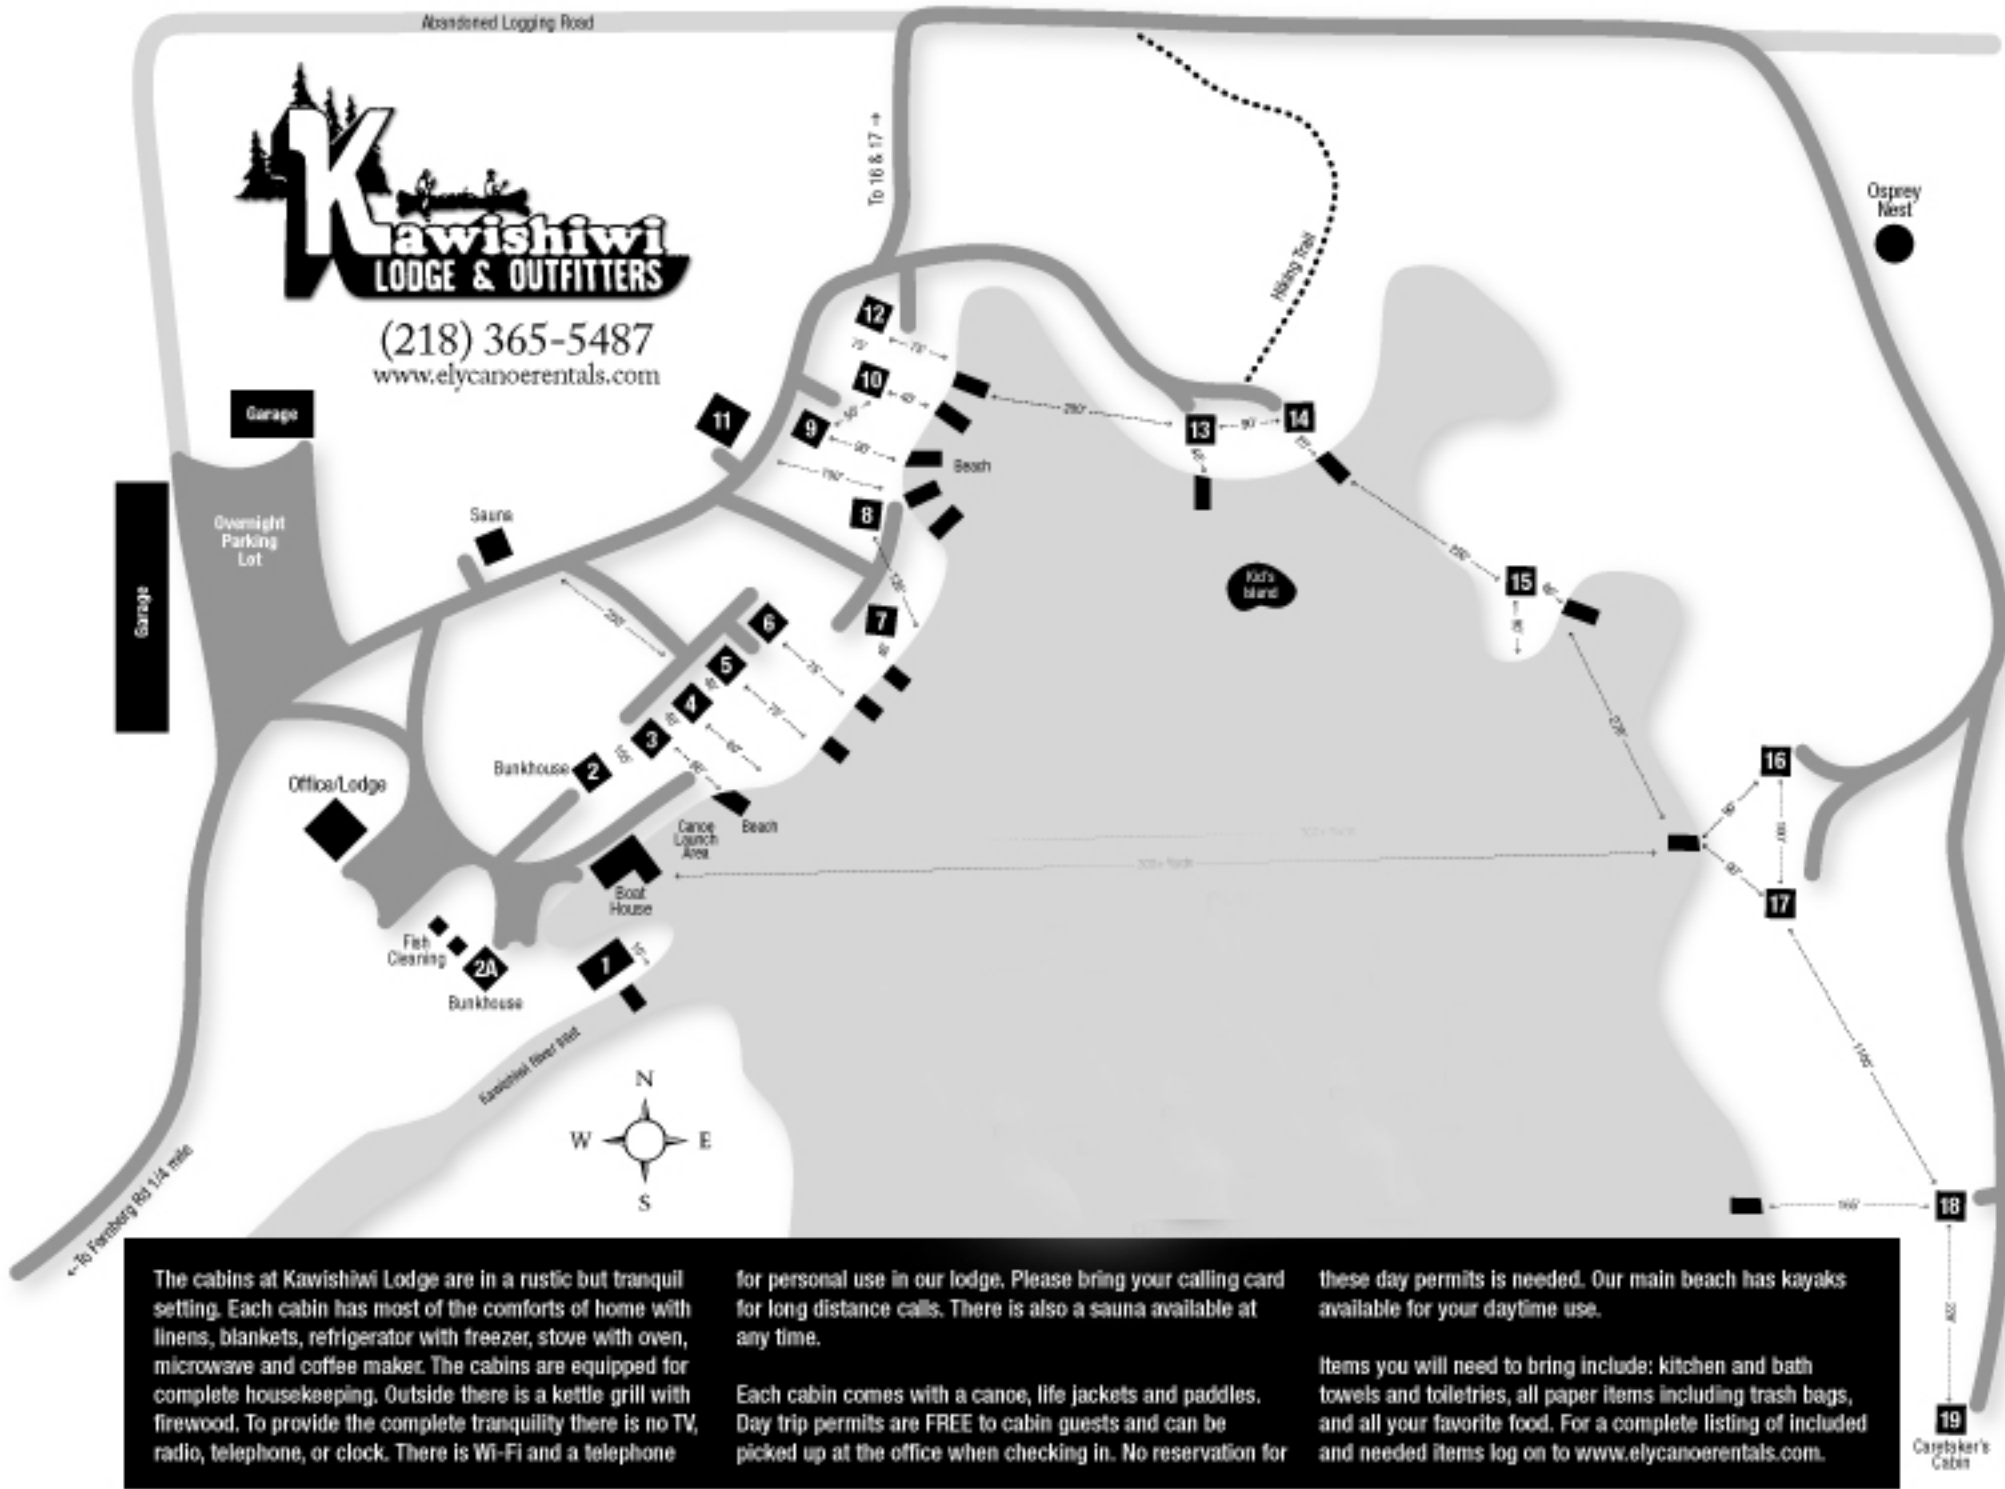 Abandoned Logging Road
To 16 & 17 →
Kawishiwi
LODGE & OUTFITTERS
(218) 365-5487
www.elycanoerentals.com
Osprey
Nest
Hiking Trail
12
75'
10
11
9
90'
Beach
13
90'
14
Garage
Overnight
Parking
Lot
Garage
Sauna
8
Kid's
Island
15
6
7
5
75'
4
3
Bunkhouse
2
16
Office/Lodge
Canoe
Launch
Area
Beach
Boat
House
17
Fish
Cleaning
2A
Bunkhouse
1
Kawishiwi River Inlet
N
W
E
S
←To Fernberg Rd 1/4 mile
18
165'
19
Caretaker's
Cabin
The cabins at Kawishiwi Lodge are in a rustic but tranquil
setting. Each cabin has most of the comforts of home with
linens, blankets, refrigerator with freezer, stove with oven,
microwave and coffee maker. The cabins are equipped for
complete housekeeping. Outside there is a kettle grill with
firewood. To provide the complete tranquility there is no TV,
radio, telephone, or clock. There is Wi-Fi and a telephone
for personal use in our lodge. Please bring your calling card
for long distance calls. There is also a sauna available at
any time.
Each cabin comes with a canoe, life jackets and paddles.
Day trip permits are FREE to cabin guests and can be
picked up at the office when checking in. No reservation for
these day permits is needed. Our main beach has kayaks
available for your daytime use.
Items you will need to bring include: kitchen and bath
towels and toiletries, all paper items including trash bags,
and all your favorite food. For a complete listing of included
and needed items log on to www.elycanoerentals.com.